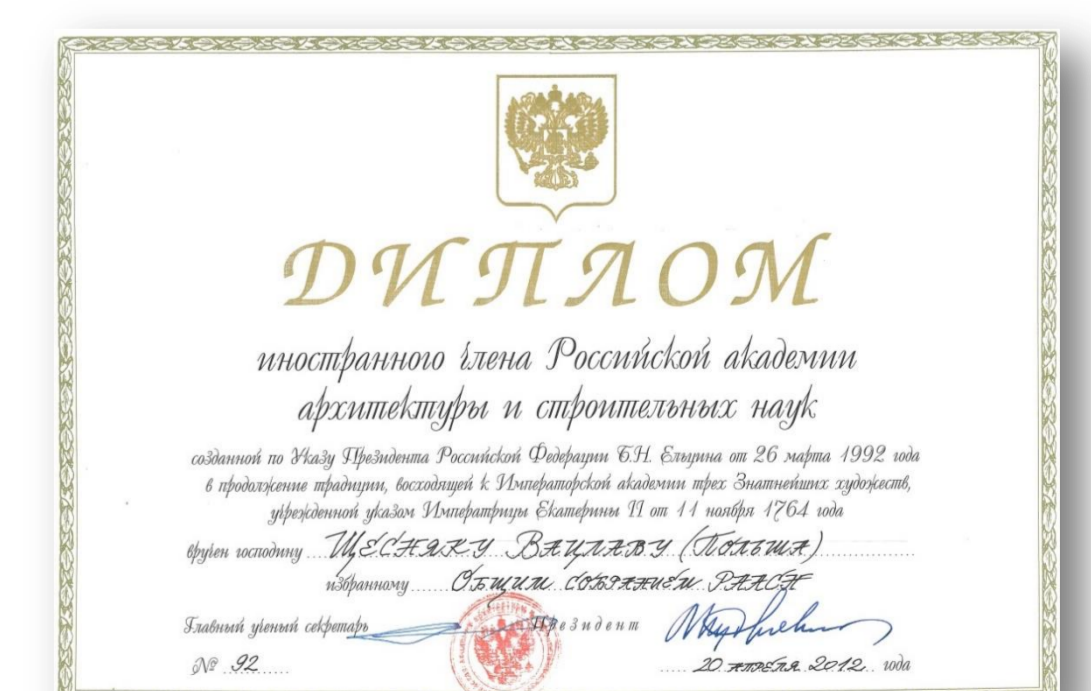 ДИПЛОМ
иностранного члена Российской академии
архитектуры и строительных наук
созданной по Указу Президента Российской Федерации Б.Н. Ельцина от 26 марта 1992 года
в продолжение традиции, восходящей к Императорской академии трех Знатнейших художеств,
учрежденной указом Императрицы Екатерины II от 11 ноября 1764 года
вручен господину ЩЕСНЯКУ ВАЦЛАВУ (ПОЛЬША)
избранному ОБЩИМ СОБРАНИЕМ РААСН
Главный ученый секретарь Президент
№ 92 20 АПРЕЛЯ 2012 года